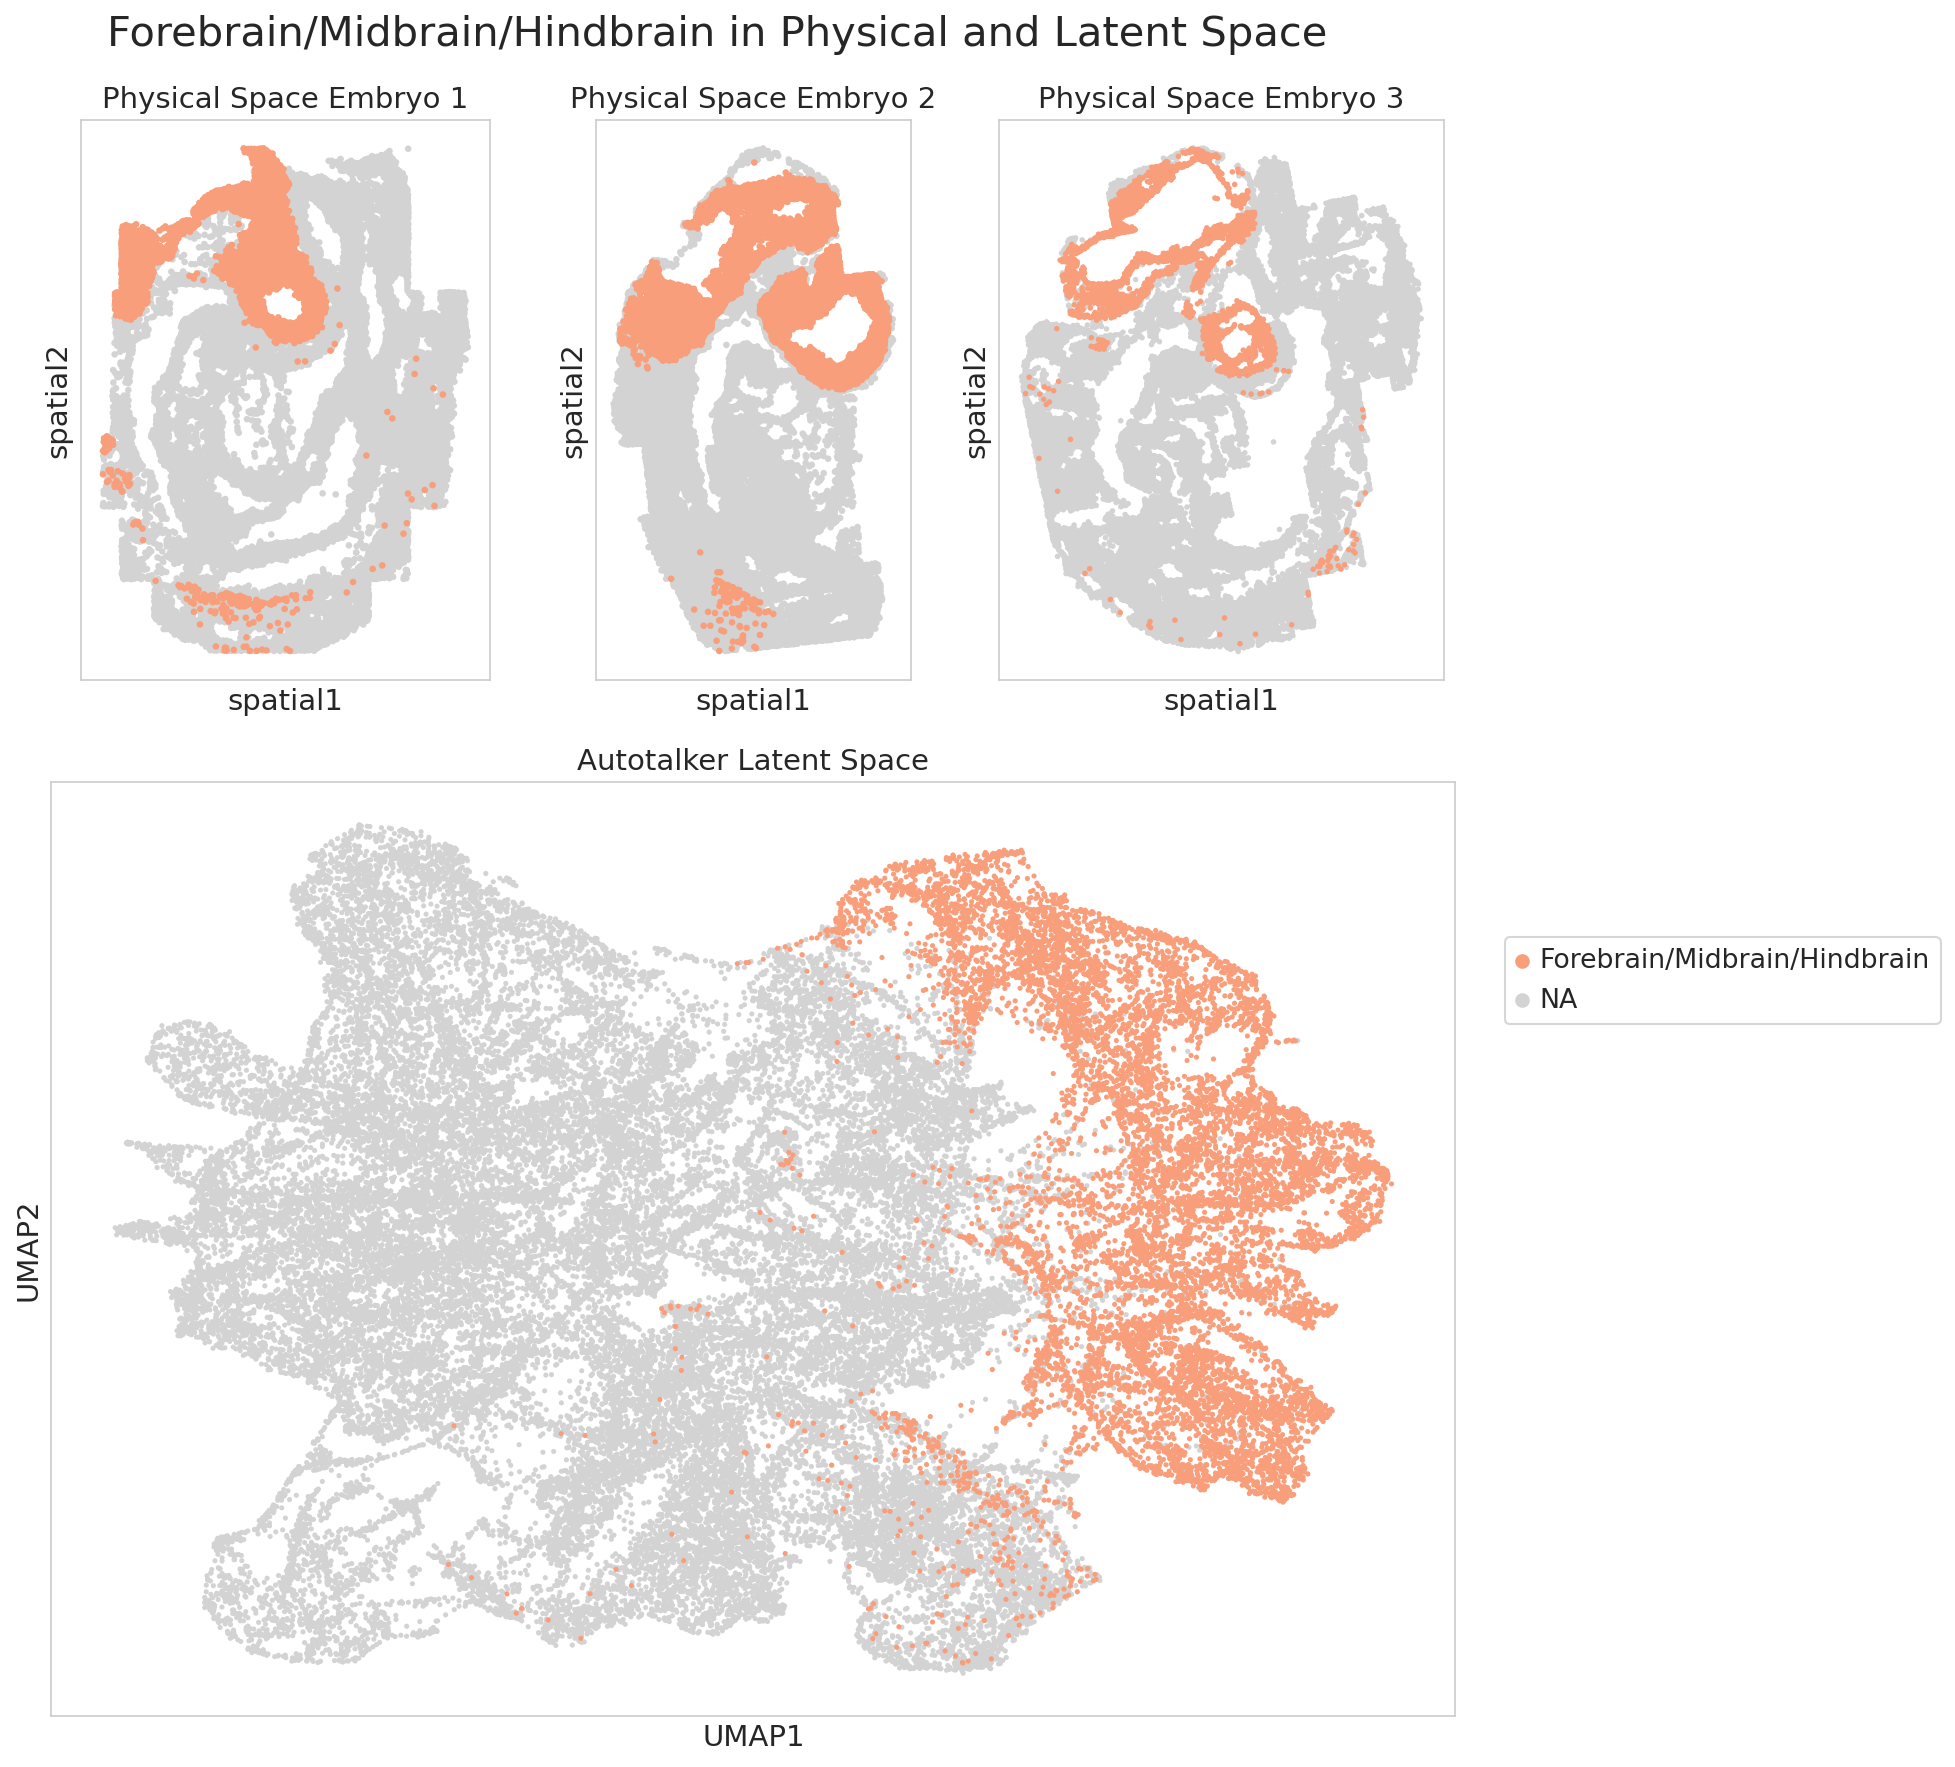 Forebrain/Midbrain/Hindbrain in Physical and Latent Space
Physical Space Embryo 1
Physical Space Embryo 2
Physical Space Embryo 3
spatial2
spatial2
spatial2
spatial1
spatial1
spatial1
Autotalker Latent Space
UMAP2
Forebrain/Midbrain/Hindbrain
NA
UMAP1